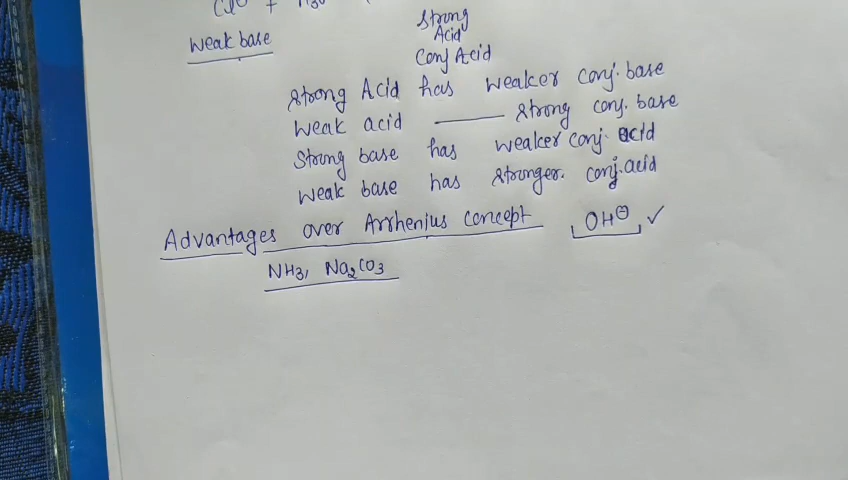 +
Strong
Acid
Weak base
Conj Acid
Strong Acid has weaker conj. base
Weak acid ——— strong conj. base
Strong base has weaker conj. acid
Weak base has stronger. conj. acid
Advantages over Arrhenius concept OH⊖ ✓
NH3, Na2CO3